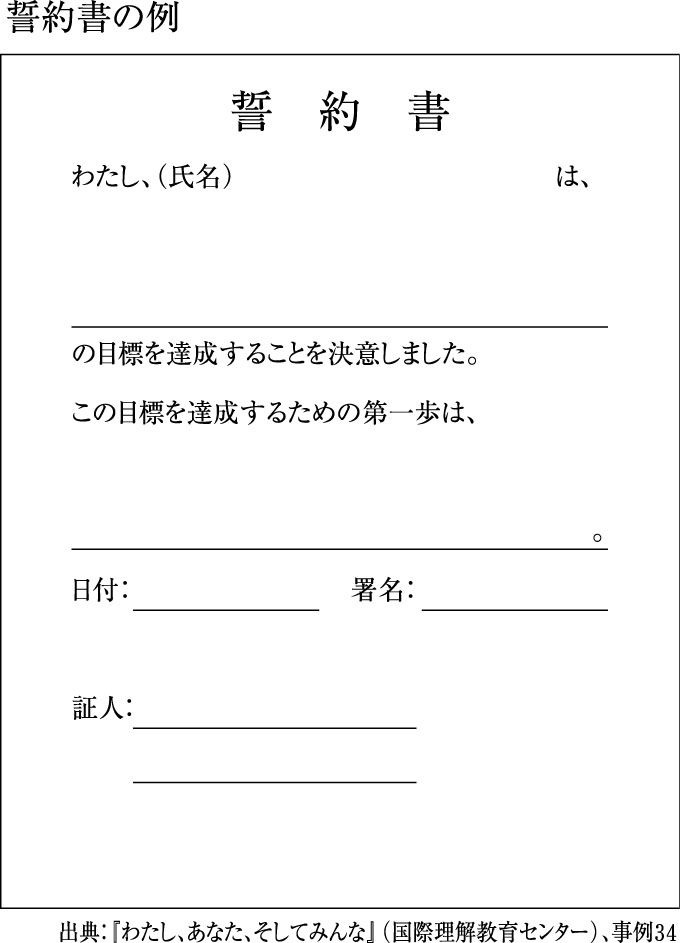 誓約書の例
誓 約 書
わたし、（氏名） は、
の目標を達成することを決意しました。
この目標を達成するための第一歩は、
。
日付： 署名：
証人：
出典：『わたし、あなた、そしてみんな』（国際理解教育センター）、事例34